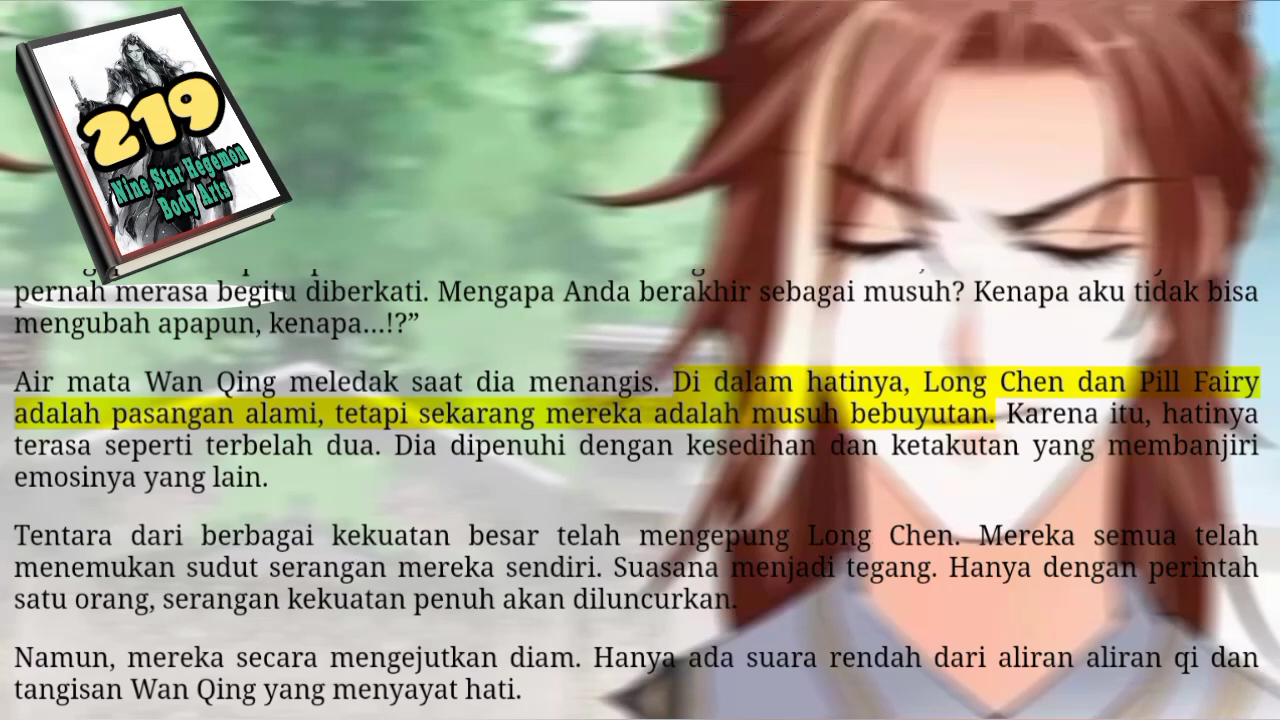 219
Nine Star Hegemon
Body Arts
pernah merasa begitu diberkati. Mengapa Anda berakhir sebagai musuh? Kenapa aku tidak bisa
mengubah apapun, kenapa...!?”
Air mata Wan Qing meledak saat dia menangis. Di dalam hatinya, Long Chen dan Pill Fairy
adalah pasangan alami, tetapi sekarang mereka adalah musuh bebuyutan. Karena itu, hatinya
terasa seperti terbelah dua. Dia dipenuhi dengan kesedihan dan ketakutan yang membanjiri
emosinya yang lain.
Tentara dari berbagai kekuatan besar telah mengepung Long Chen. Mereka semua telah
menemukan sudut serangan mereka sendiri. Suasana menjadi tegang. Hanya dengan perintah
satu orang, serangan kekuatan penuh akan diluncurkan.
Namun, mereka secara mengejutkan diam. Hanya ada suara rendah dari aliran aliran qi dan
tangisan Wan Qing yang menyayat hati.